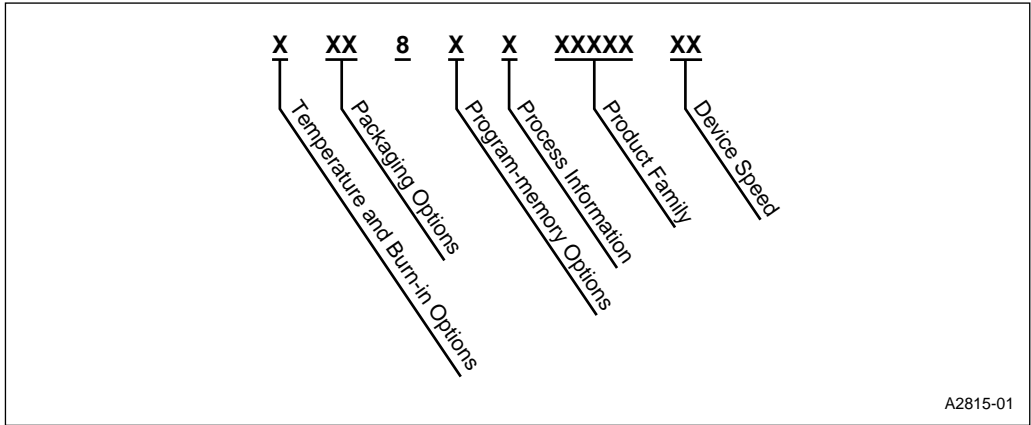 X XX 8 X X XXXXX XX
Temperature and Burn-in Options
Packaging Options
Program-memory Options
Process Information
Product Family
Device Speed
A2815-01